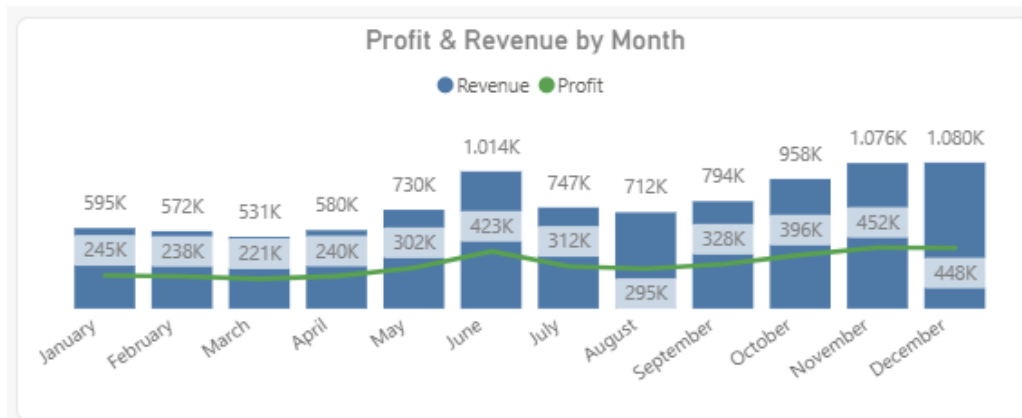 Profit & Revenue by Month
Revenue Profit
595K 572K 531K 580K 730K 1.014K 747K 712K 794K 958K 1.076K 1.080K
245K 238K 221K 240K 302K 423K 312K 295K 328K 396K 452K 448K
January February March April May June July August September October November December